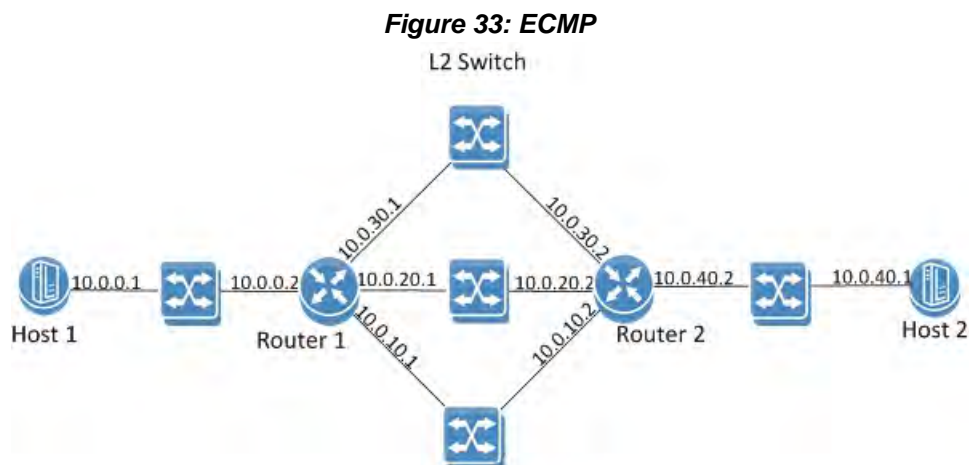 Figure 33: ECMP
L2 Switch
10.0.30.1
10.0.30.2
10.0.0.1
10.0.0.2
10.0.20.1
10.0.20.2
10.0.40.2
10.0.40.1
Host 1
Router 1
10.0.10.1
10.0.10.2
Router 2
Host 2